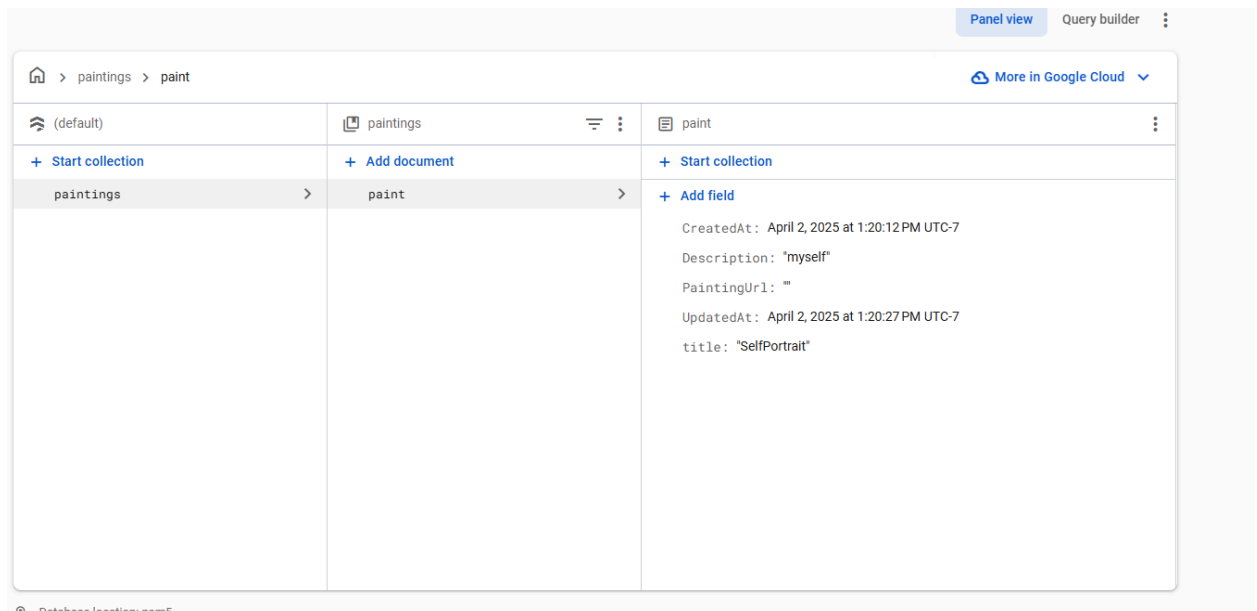 Panel view Query builder
paintings > paint More in Google Cloud
(default) paintings paint
+ Start collection + Add document + Start collection
paintings paint + Add field
CreatedAt: April 2, 2025 at 1:20:12 PM UTC-7
Description: "myself"
PaintingUrl: ""
UpdatedAt: April 2, 2025 at 1:20:27 PM UTC-7
title: "SelfPortrait"
Database location: